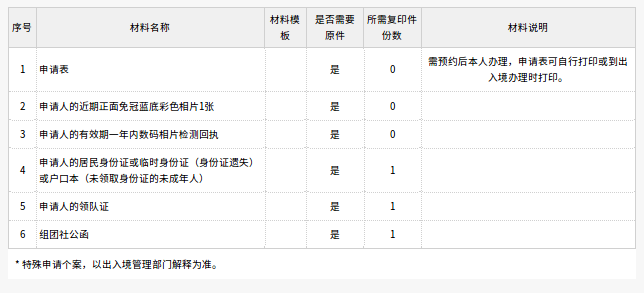 序号 材料名称 材料模板 是否需要原件 所需复印件份数 材料说明
1 申请表 是 0 需预约后本人办理，申请表可自行打印或到出入境办理时打印。
2 申请人的近期正面免冠蓝底彩色相片1张 是 0
3 申请人的有效期一年内数码相片检测回执 是 0
4 申请人的居民身份证或临时身份证（身份证遗失）或户口本（未领取身份证的未成年人） 是 1
5 申请人的领队证 是 1
6 组团社公函 是 1
* 特殊申请个案，以出入境管理部门解释为准。